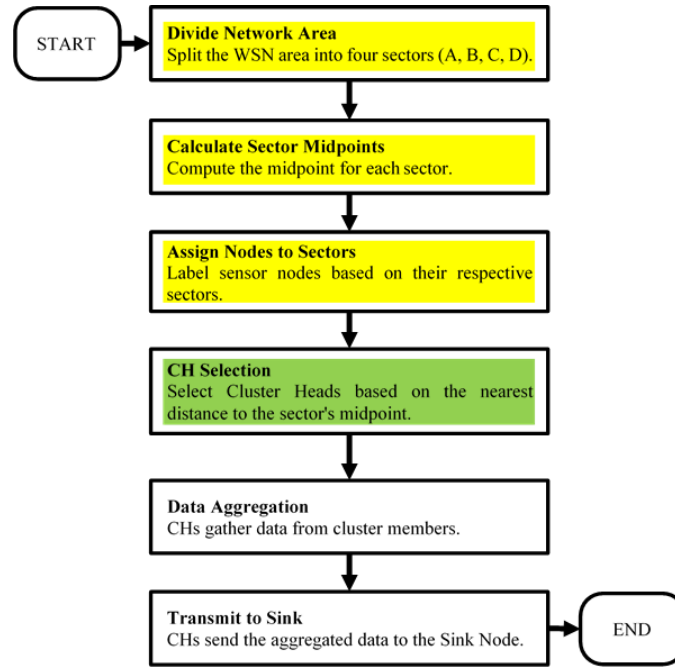 START
Divide Network Area
Split the WSN area into four sectors (A, B, C, D).
Calculate Sector Midpoints
Compute the midpoint for each sector.
Assign Nodes to Sectors
Label sensor nodes based on their respective
sectors.
CH Selection
Select Cluster Heads based on the nearest
distance to the sector's midpoint.
Data Aggregation
CHs gather data from cluster members.
Transmit to Sink
CHs send the aggregated data to the Sink Node.
END